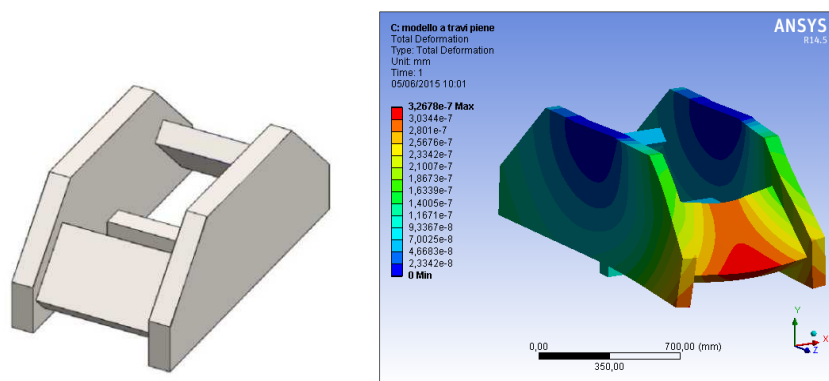 C: modello a travi piene
Total Deformation
Type: Total Deformation
Unit: mm
Time: 1
05/06/2015 10:01
ANSYS
R14.5
3,2678e-7 Max
3,0344e-7
2,801e-7
2,5676e-7
2,3342e-7
2,1007e-7
1,8673e-7
1,6339e-7
1,4005e-7
1,1671e-7
9,3367e-8
7,0025e-8
4,6683e-8
2,3342e-8
0 Min
0,00
700,00 (mm)
350,00
Y
X
Z